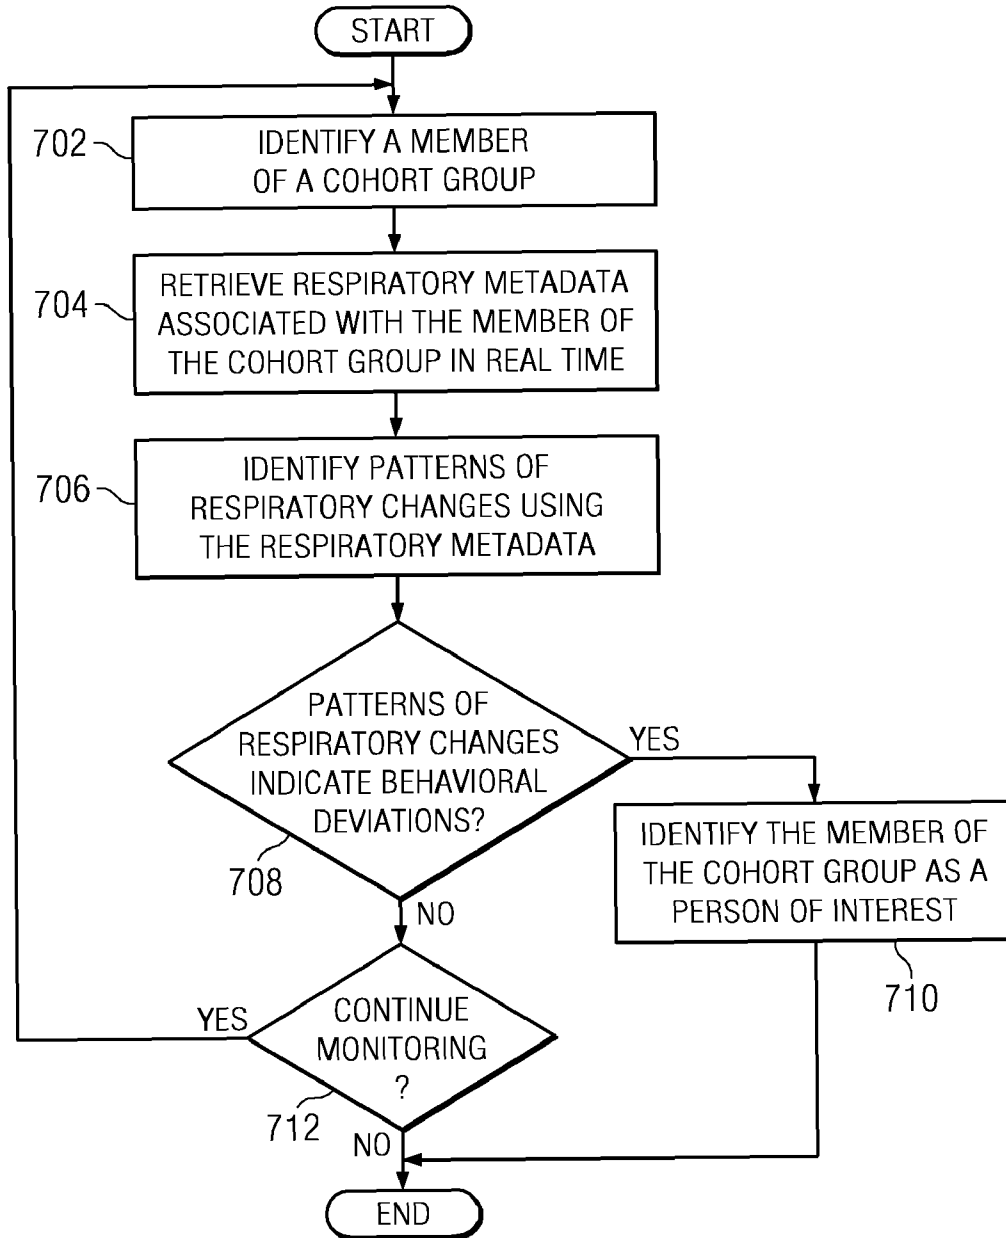 START
702
IDENTIFY A MEMBER
OF A COHORT GROUP
704
RETRIEVE RESPIRATORY METADATA
ASSOCIATED WITH THE MEMBER OF
THE COHORT GROUP IN REAL TIME
706
IDENTIFY PATTERNS OF
RESPIRATORY CHANGES USING
THE RESPIRATORY METADATA
PATTERNS OF
RESPIRATORY CHANGES
INDICATE BEHAVIORAL
DEVIATIONS?
708
YES
IDENTIFY THE MEMBER OF
THE COHORT GROUP AS A
PERSON OF INTEREST
710
NO
CONTINUE
MONITORING
?
712
YES
NO
END